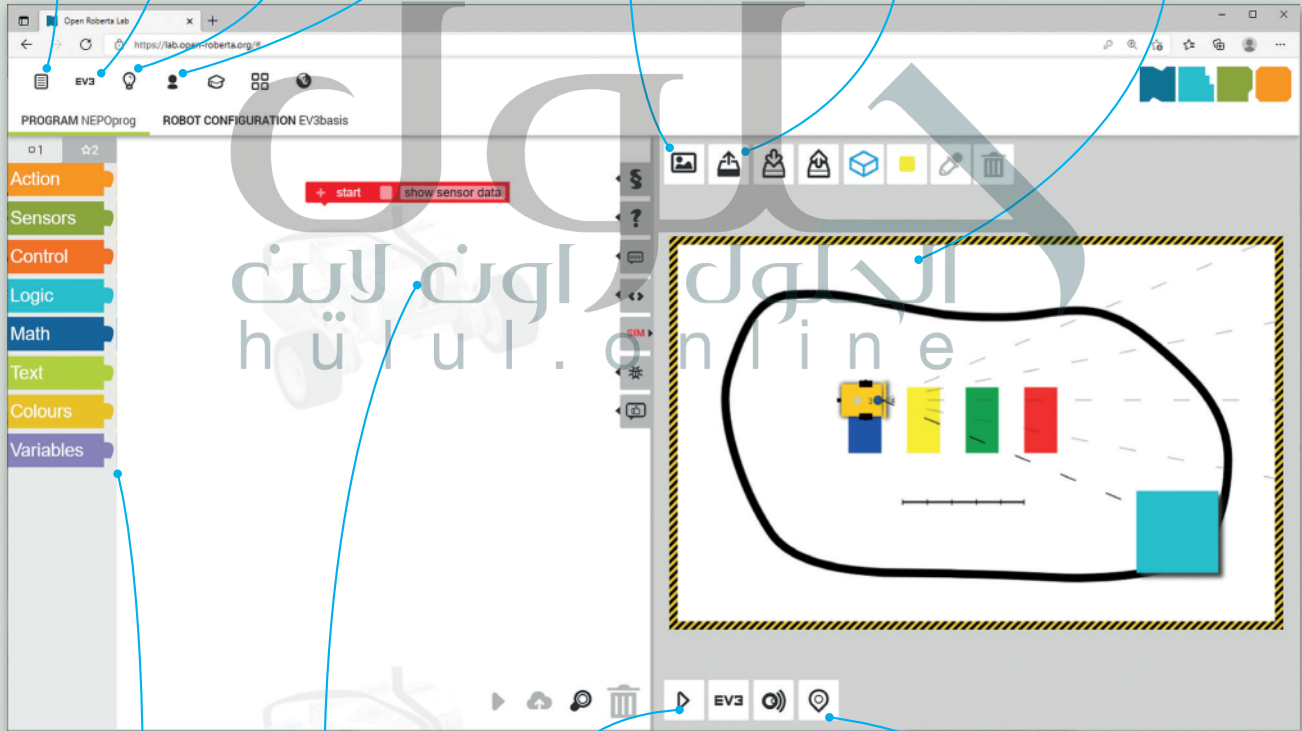 Open Roberta Lab
https://lab.open-roberta.org/#
EV3
PROGRAM NEPOprog
ROBOT CONFIGURATION EV3basis
1
2
Action
Sensors
Control
Logic
Math
Text
Colours
Variables
+ start show sensor data
§
?
SIM
EV3
حلول
الحلول اون لاين
hulul.online